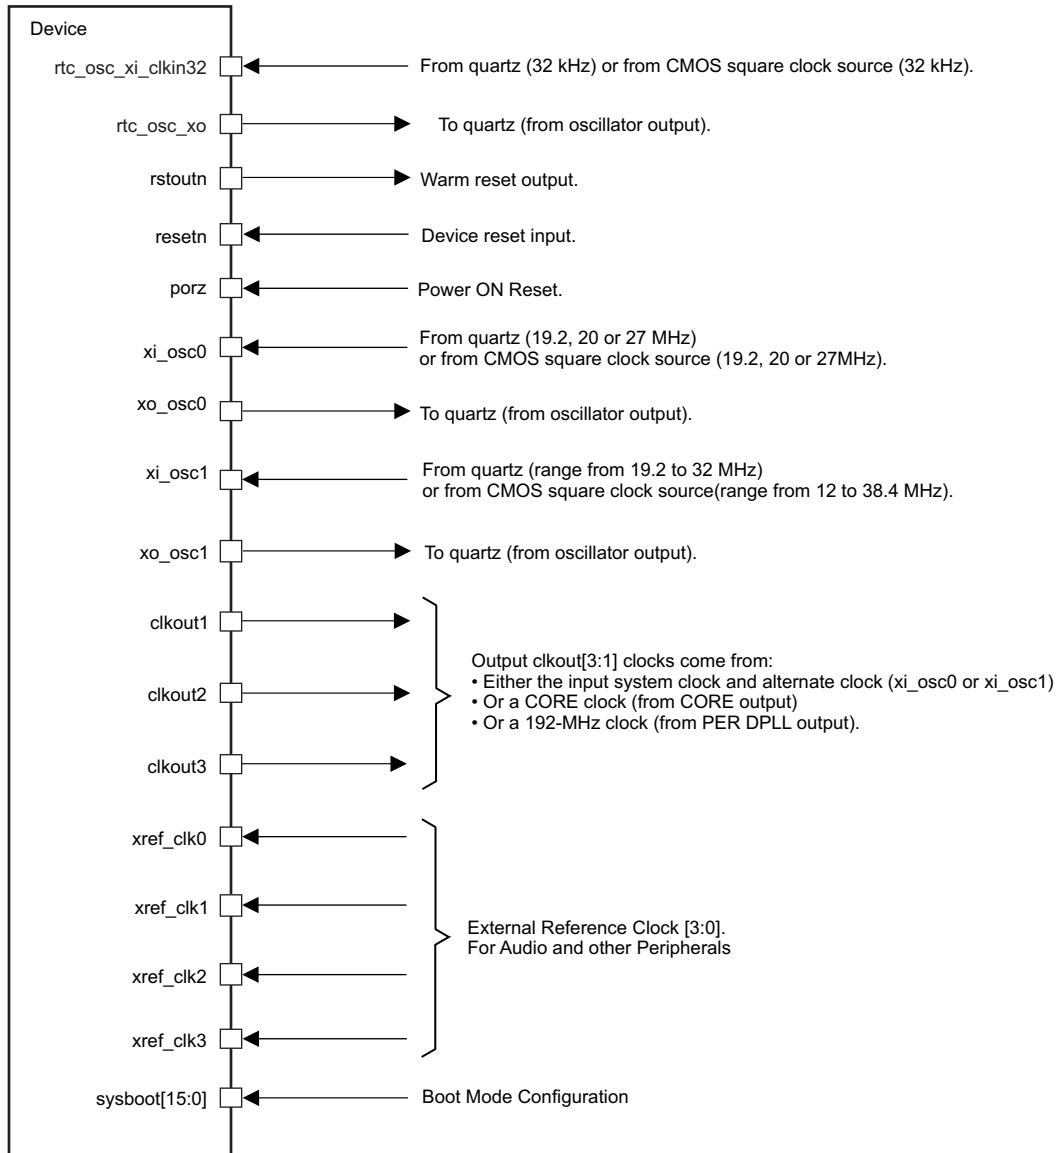 Device
rtc_osc_xi_clkin32
From quartz (32 kHz) or from CMOS square clock source (32 kHz).
rtc_osc_xo
To quartz (from oscillator output).
rstoutn
Warm reset output.
resetn
Device reset input.
porz
Power ON Reset.
xi_osc0
From quartz (19.2, 20 or 27 MHz)
or from CMOS square clock source (19.2, 20 or 27MHz).
xo_osc0
To quartz (from oscillator output).
xi_osc1
From quartz (range from 19.2 to 32 MHz)
or from CMOS square clock source(range from 12 to 38.4 MHz).
xo_osc1
To quartz (from oscillator output).
clkout1
clkout2
clkout3
Output clkout[3:1] clocks come from:
• Either the input system clock and alternate clock (xi_osc0 or xi_osc1)
• Or a CORE clock (from CORE output)
• Or a 192-MHz clock (from PER DPLL output).
xref_clk0
xref_clk1
xref_clk2
xref_clk3
External Reference Clock [3:0].
For Audio and other Peripherals
sysboot[15:0]
Boot Mode Configuration